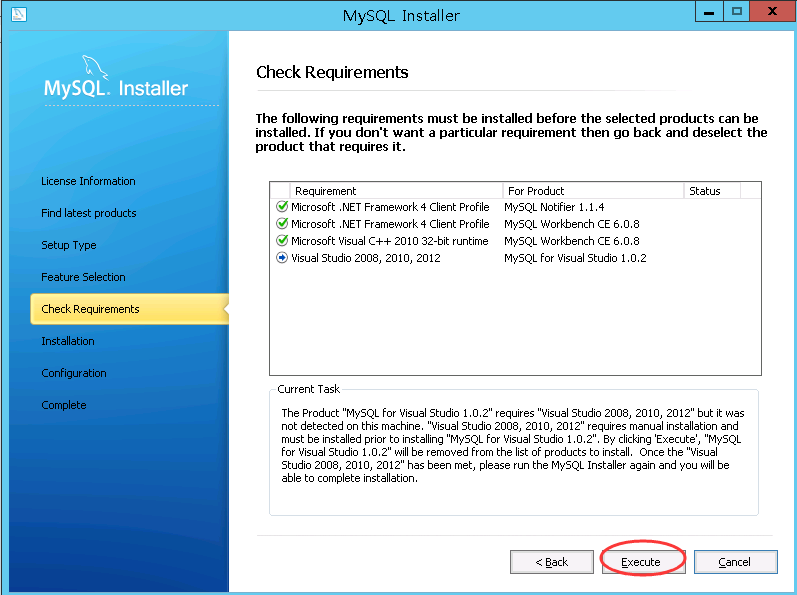 MySQL Installer
MySQL. Installer
License Information
Find latest products
Setup Type
Feature Selection
Check Requirements
Installation
Configuration
Complete
Check Requirements
The following requirements must be installed before the selected products can be
installed. If you don't want a particular requirement then go back and deselect the
product that requires it.
Requirement For Product Status
Microsoft .NET Framework 4 Client Profile MySQL Notifier 1.1.4
Microsoft .NET Framework 4 Client Profile MySQL Workbench CE 6.0.8
Microsoft Visual C++ 2010 32-bit runtime MySQL Workbench CE 6.0.8
Visual Studio 2008, 2010, 2012 MySQL for Visual Studio 1.0.2
Current Task
The Product "MySQL for Visual Studio 1.0.2" requires "Visual Studio 2008, 2010, 2012" but it was
not detected on this machine. "Visual Studio 2008, 2010, 2012" requires manual installation and
must be installed prior to installing "MySQL for Visual Studio 1.0.2". By clicking 'Execute', "MySQL
for Visual Studio 1.0.2" will be removed from the list of products to install. Once the "Visual
Studio 2008, 2010, 2012" has been met, please run the MySQL Installer again and you will be
able to complete installation.
< Back Execute Cancel